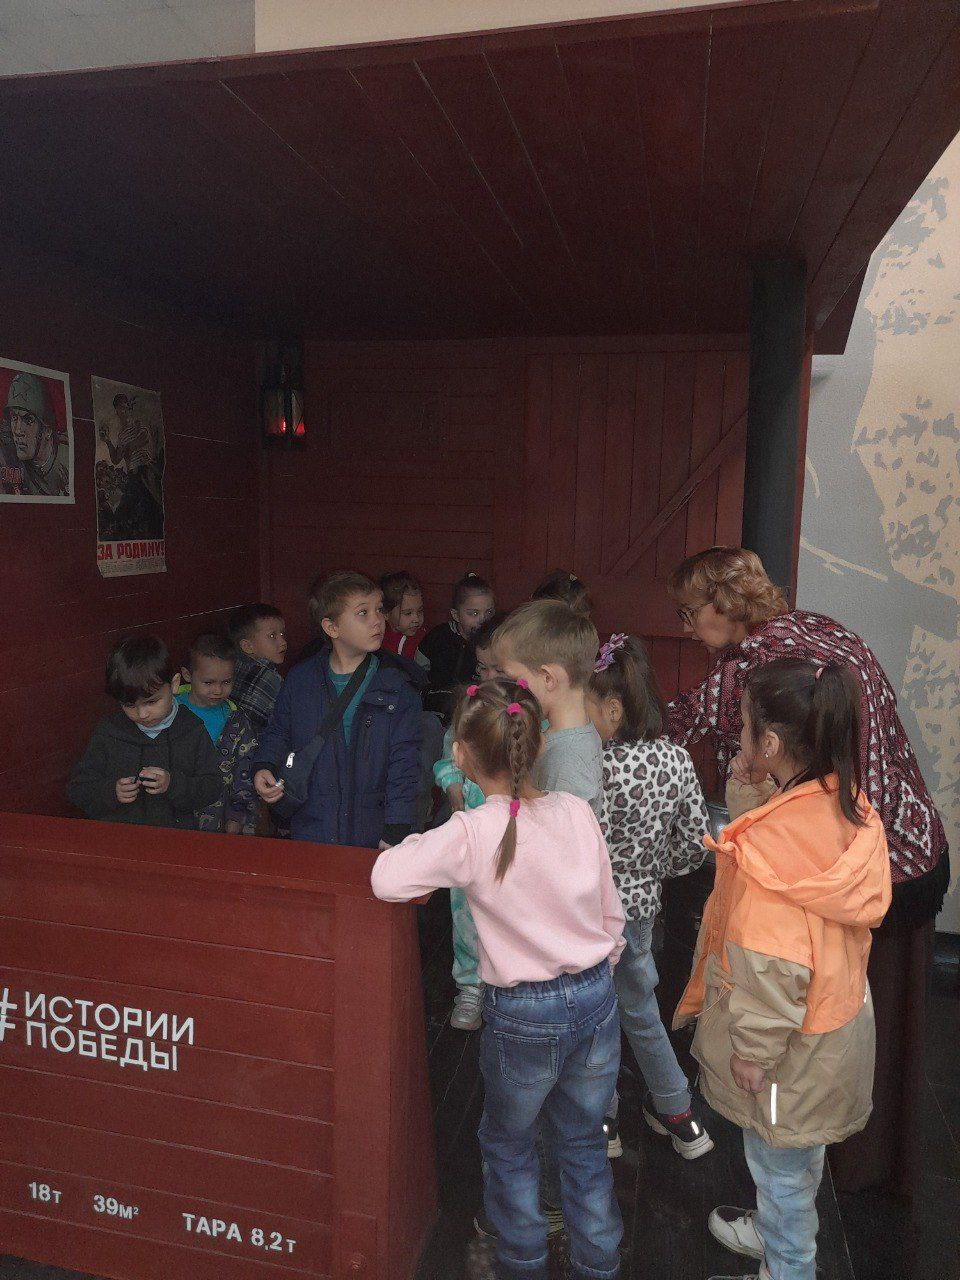 ЗА РОДИНУ!
#ИСТОРИИ
ПОБЕДЫ
18т
39м²
ТАРА 8,2т